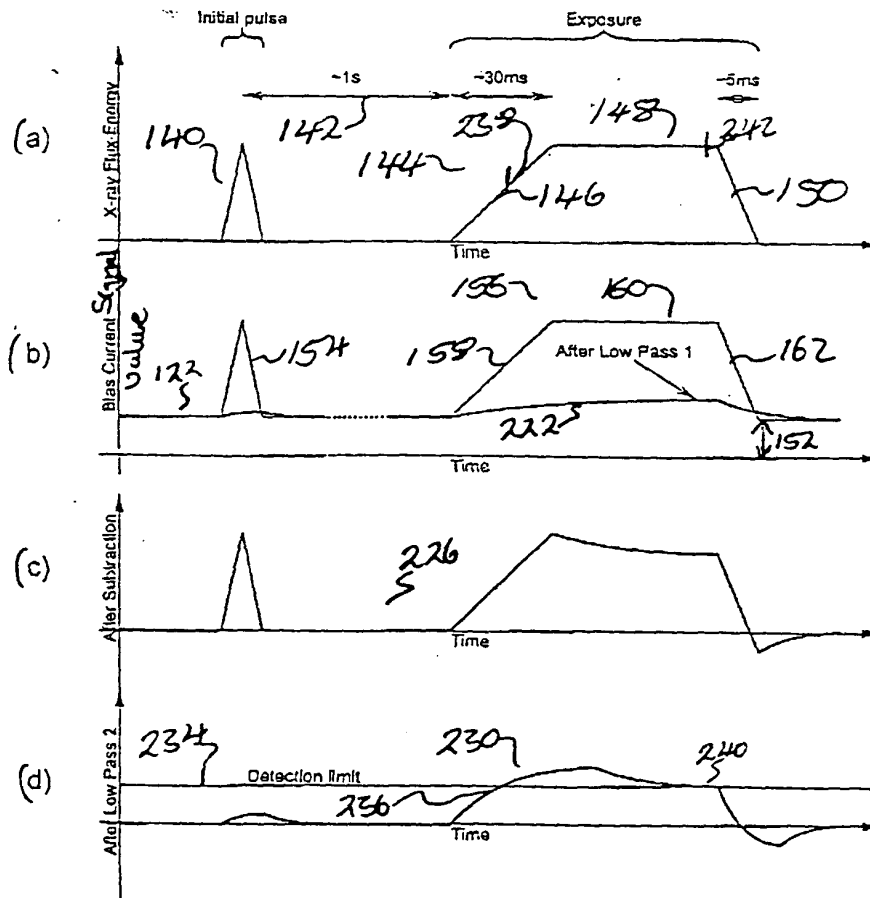 Initial pulsa
Exposure
~1s
~30ms
~5ms
(a)
X-ray Flux·Energy
140
142
144
238
146
148
242
150
Time
(b)
Bias Current Signal value
122
154
156
158
160
After Low Pass 1
162
222
152
Time
(c)
After Subtraction
226
Time
(d)
After Low Pass 2
234
Detection limit
236
230
240
Time